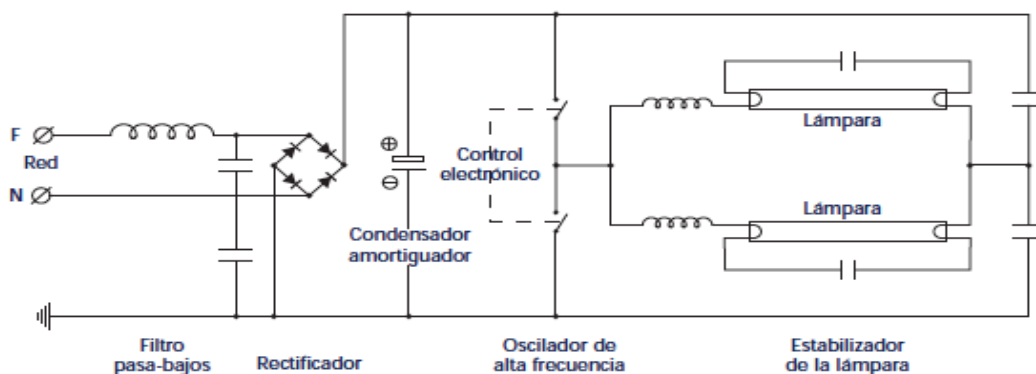 F
Red
N
Control
electrónico
Condensador
amortiguador
Lámpara
Lámpara
Filtro
pasa-bajos
Rectificador
Oscilador de
alta frecuencia
Estabilizador
de la lámpara